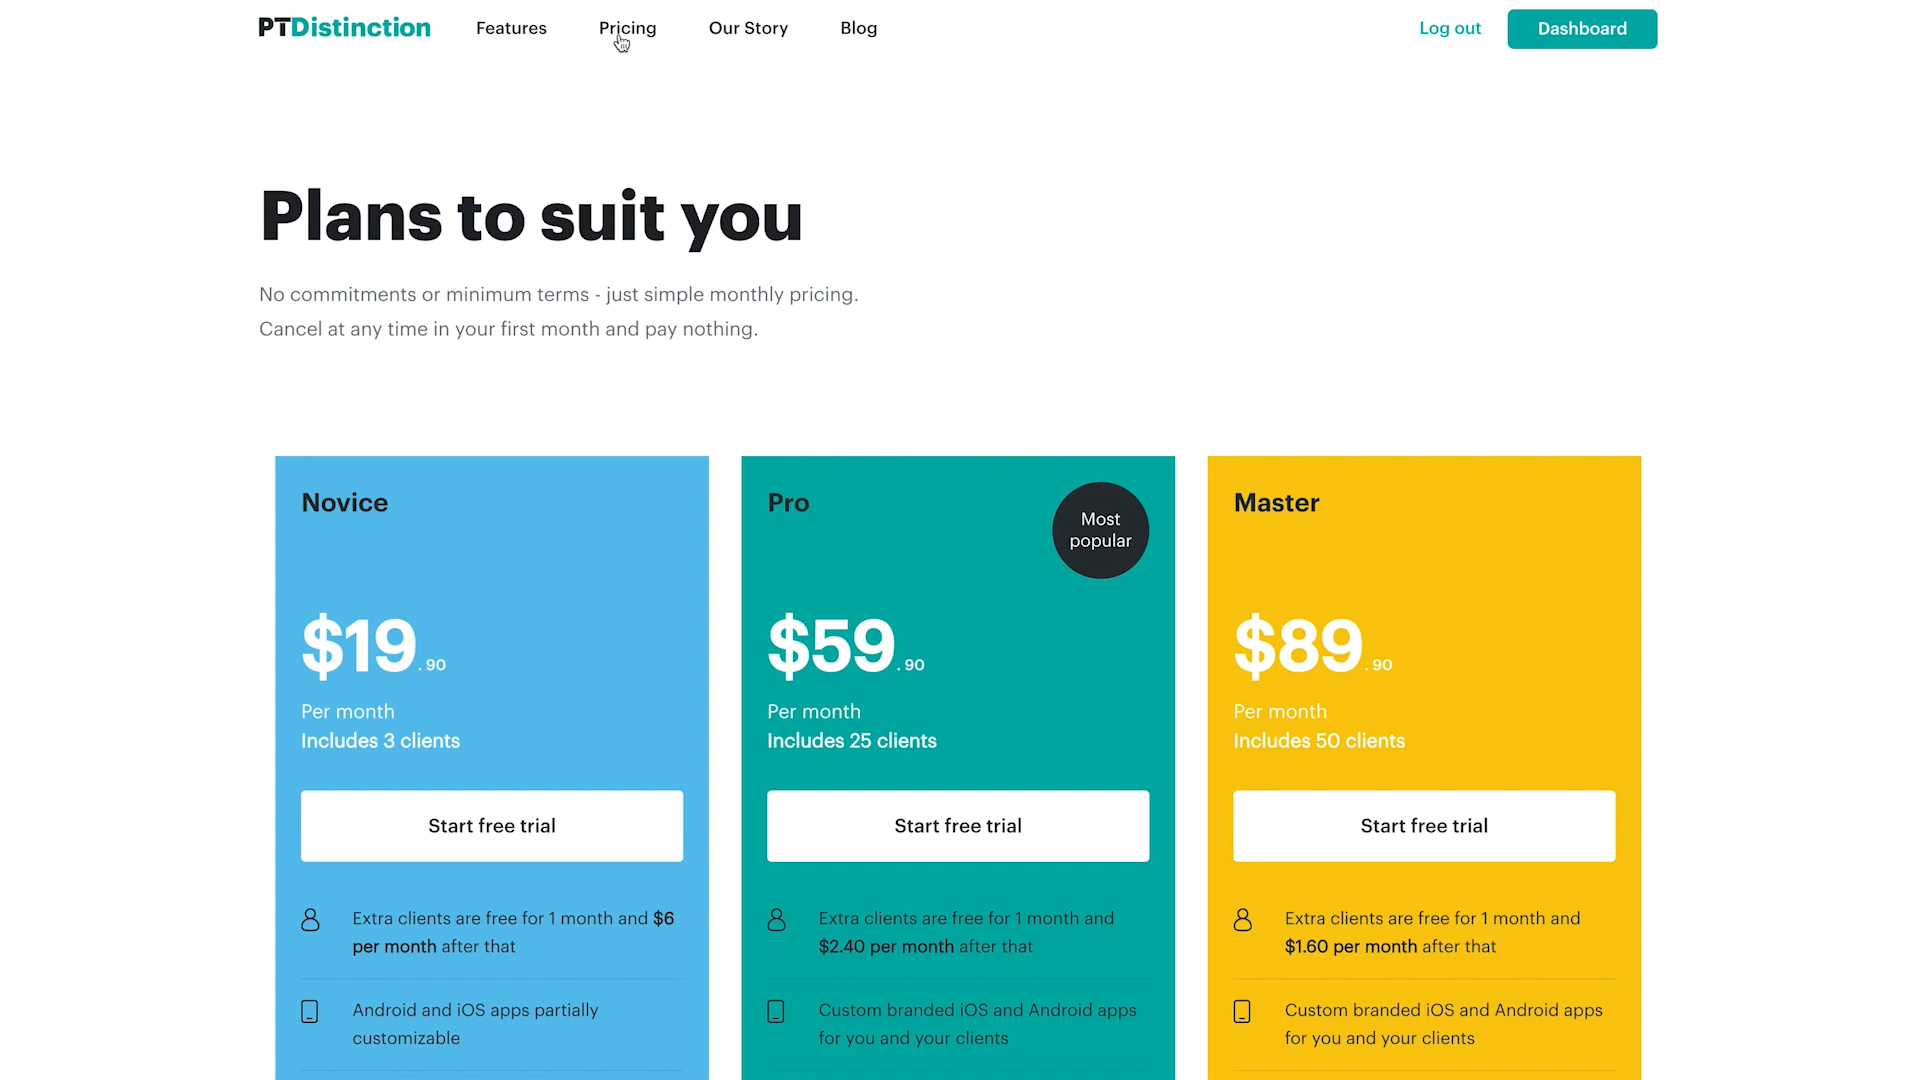 PTDistinction
Features
Pricing
Our Story
Blog
Log out
Dashboard
Plans to suit you
No commitments or minimum terms - just simple monthly pricing.
Cancel at any time in your first month and pay nothing.
Novice
$19.90
Per month
Includes 3 clients
Start free trial
Extra clients are free for 1 month and $6
per month after that
Android and iOS apps partially
customizable
Pro
Most
popular
$59.90
Per month
Includes 25 clients
Start free trial
Extra clients are free for 1 month and
$2.40 per month after that
Custom branded iOS and Android apps
for you and your clients
Master
$89.90
Per month
Includes 50 clients
Start free trial
Extra clients are free for 1 month and
$1.60 per month after that
Custom branded iOS and Android apps
for you and your clients